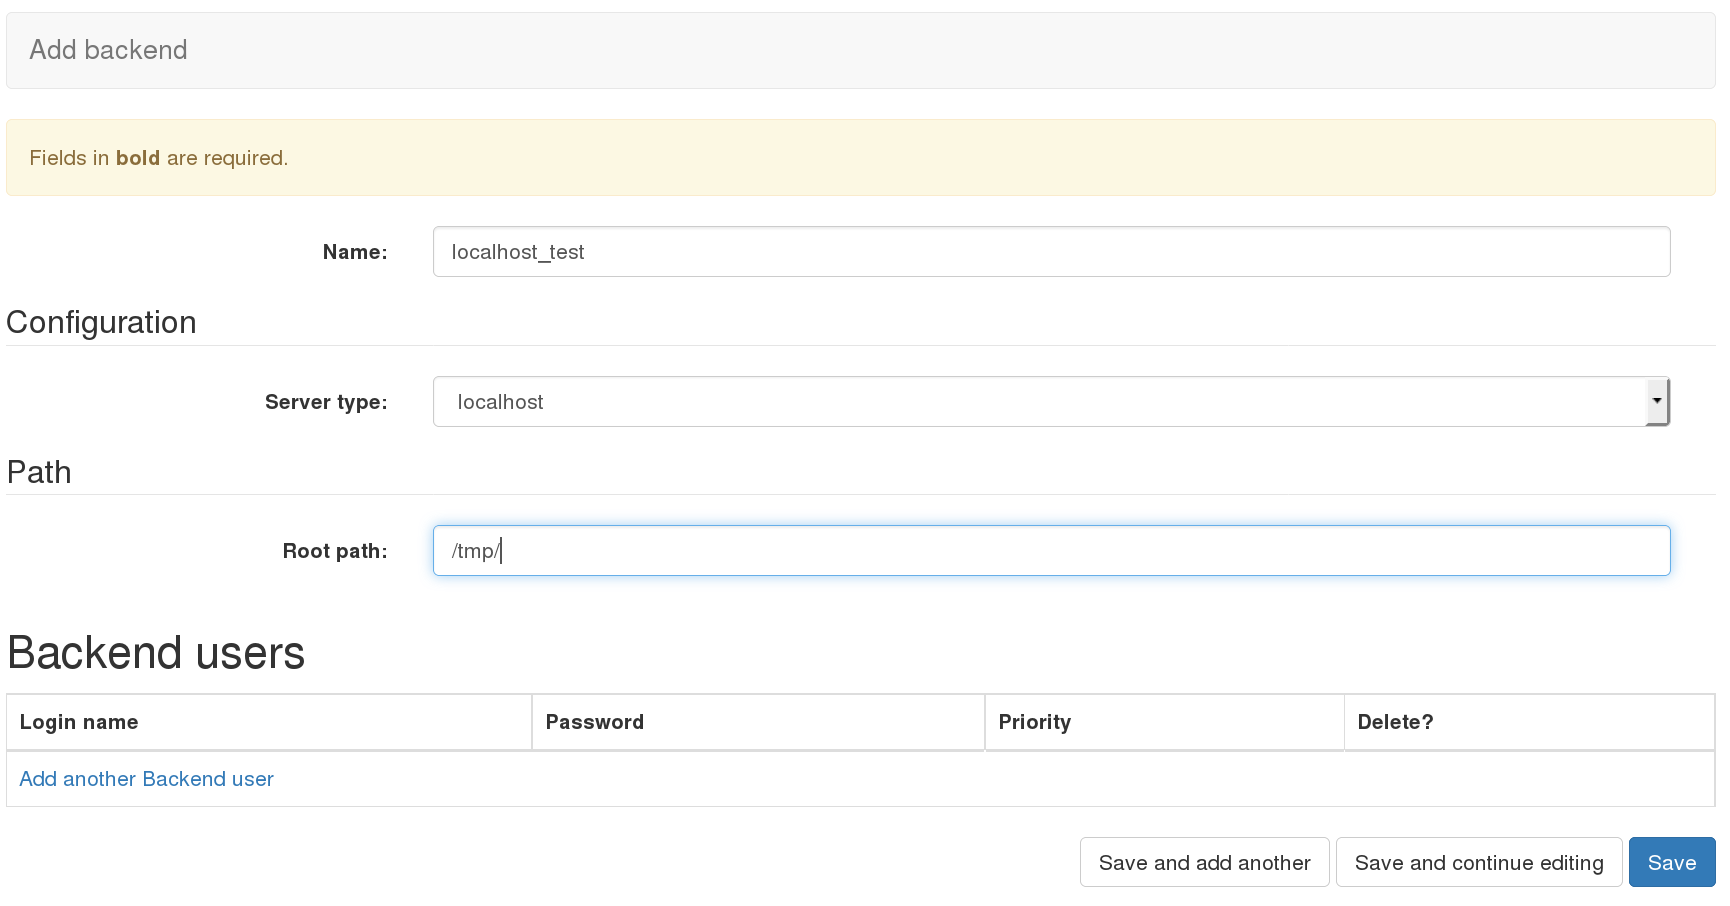 Add backend
Fields in bold are required.
Name: localhost_test
Configuration
Server type: localhost
Path
Root path: /tmp/
Backend users
Login name Password Priority Delete?
Add another Backend user
Save and add another Save and continue editing Save